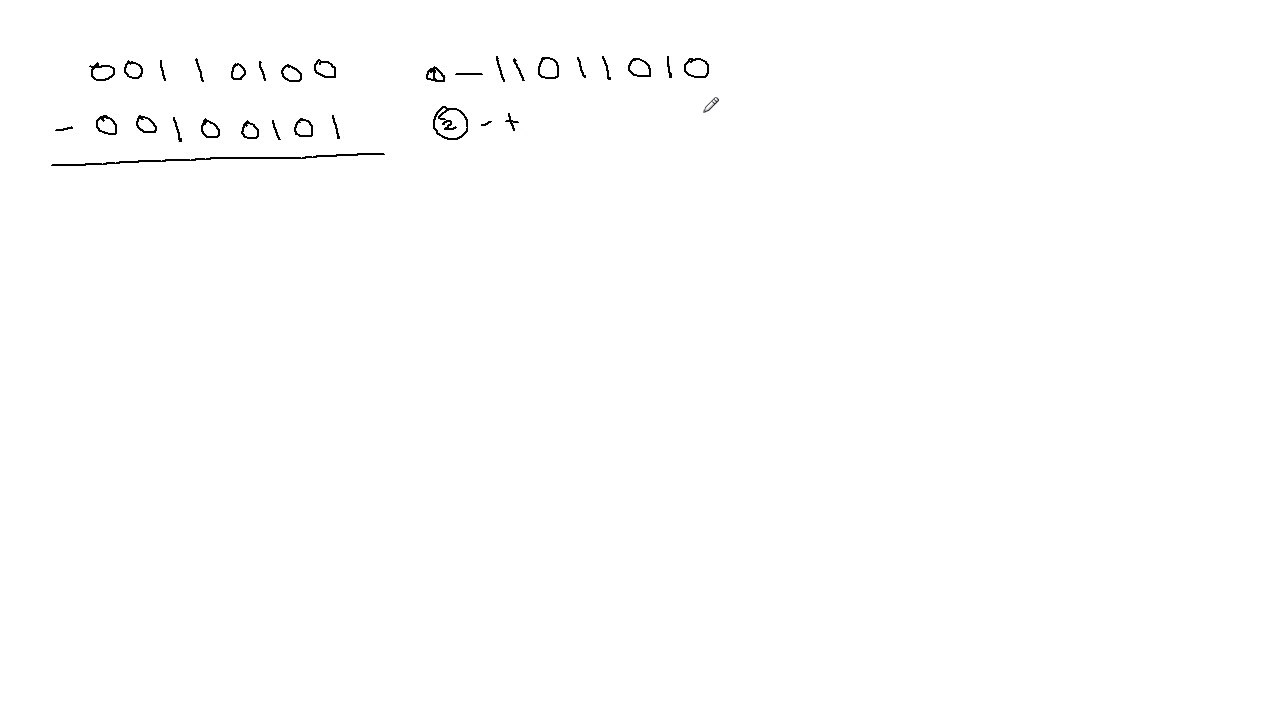 00110100
- 00100101
① - 11011010
② - +